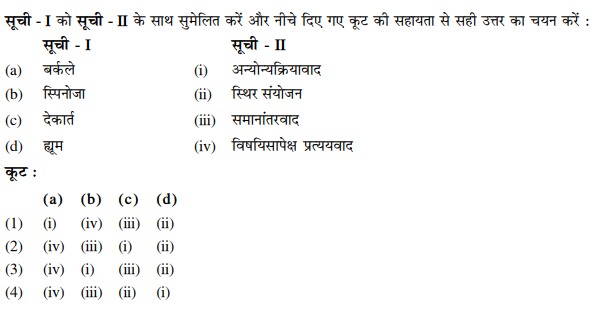 सूची - I को सूची - II के साथ सुमेलित करें और नीचे दिए गए कूट की सहायता से सही उत्तर का चयन करें :
सूची - I सूची - II
(a) बर्कले (i) अन्योन्यक्रियावाद
(b) स्पिनोजा (ii) स्थिर संयोजन
(c) देकार्त (iii) समानांतरवाद
(d) ह्यूम (iv) विषयिसापेक्ष प्रत्ययवाद
कूट :
(a) (b) (c) (d)
(1) (i) (iv) (iii) (ii)
(2) (iv) (iii) (i) (ii)
(3) (iv) (i) (iii) (ii)
(4) (iv) (iii) (ii) (i)